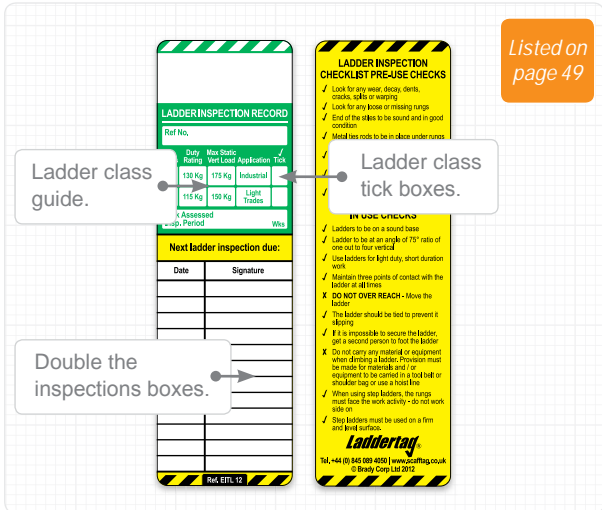 Listed on
page 49
LADDER INSPECTION RECORD
Ref No.
Duty
Rating
Max Static
Vert Load
Application
✓
Tick
130 Kg
175 Kg
Industrial
115 Kg
150 Kg
Light
Trades
Assessed
Period
Wks
Next ladder inspection due:
Date
Signature
Ref. EITL 12
Ladder class
guide.
Ladder class
tick boxes.
Double the
inspections boxes.
LADDER INSPECTION
CHECKLIST PRE-USE CHECKS
✓ Look for any wear, decay, dents,
cracks, splits or warping
✓ Look for any loose or missing rungs
✓ End of the stiles to be sound and in good
condition
✓ Metal ties rods to be in place under rungs
✓
✓
✓
IN USE CHECKS
✓ Ladders to be on a sound base
✓ Ladder to be at an angle of 75° ratio of
one out to four vertical
✓ Use ladders for light duty, short duration
work
✓ Maintain three points of contact with the
ladder at all times
X DO NOT OVER REACH - Move the
ladder
✓ The ladder should be tied to prevent it
slipping
✓ If it is impossible to secure the ladder,
get a second person to foot the ladder
X Do not carry any material or equipment
when climbing a ladder. Provision must
be made for materials and / or
equipment to be carried in a tool belt or
shoulder bag or use a hoist line
✓ When using step ladders, the rungs
must face the work activity - do not work
side on
✓ Step ladders must be used on a firm
and level surface.
Laddertag®
Tel, +44 (0) 845 089 4050 | www.scafftag.co.uk
© Brady Corp Ltd 2012